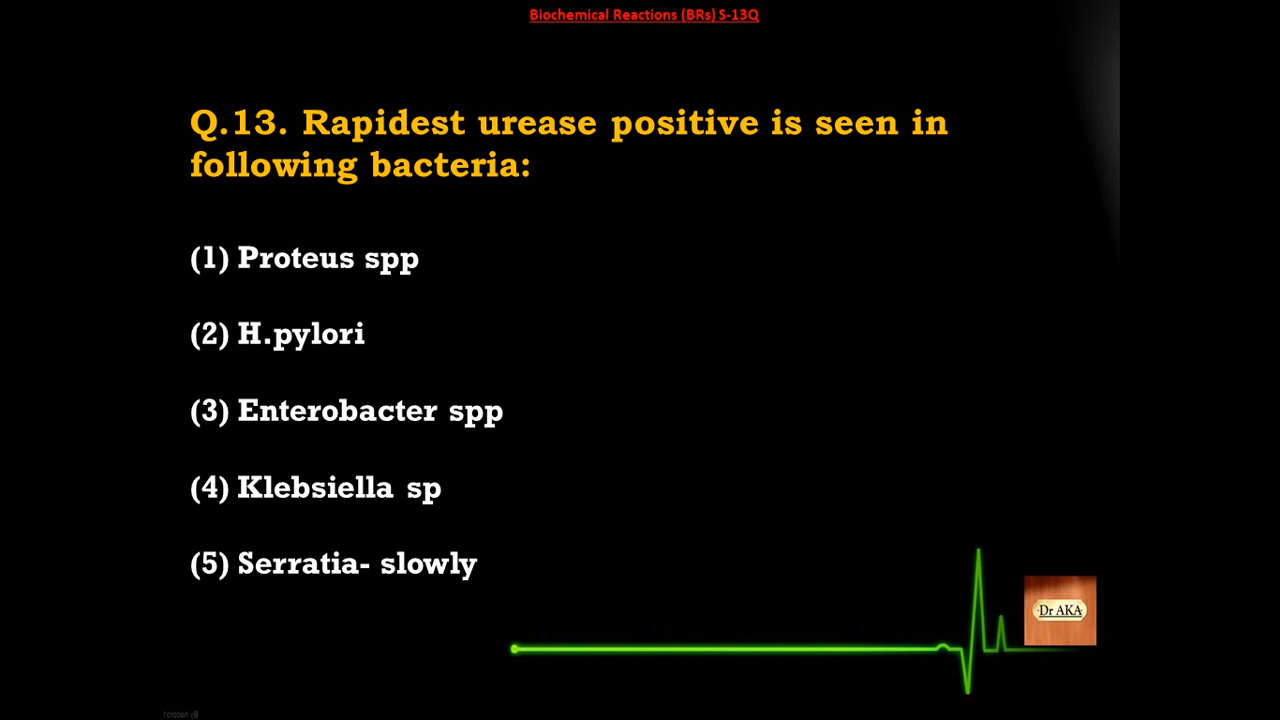 Biochemical Reactions (BRs) S-13Q
Q.13. Rapidest urease positive is seen in
following bacteria:
(1) Proteus spp
(2) H.pylori
(3) Enterobacter spp
(4) Klebsiella sp
(5) Serratia- slowly
Dr AKA